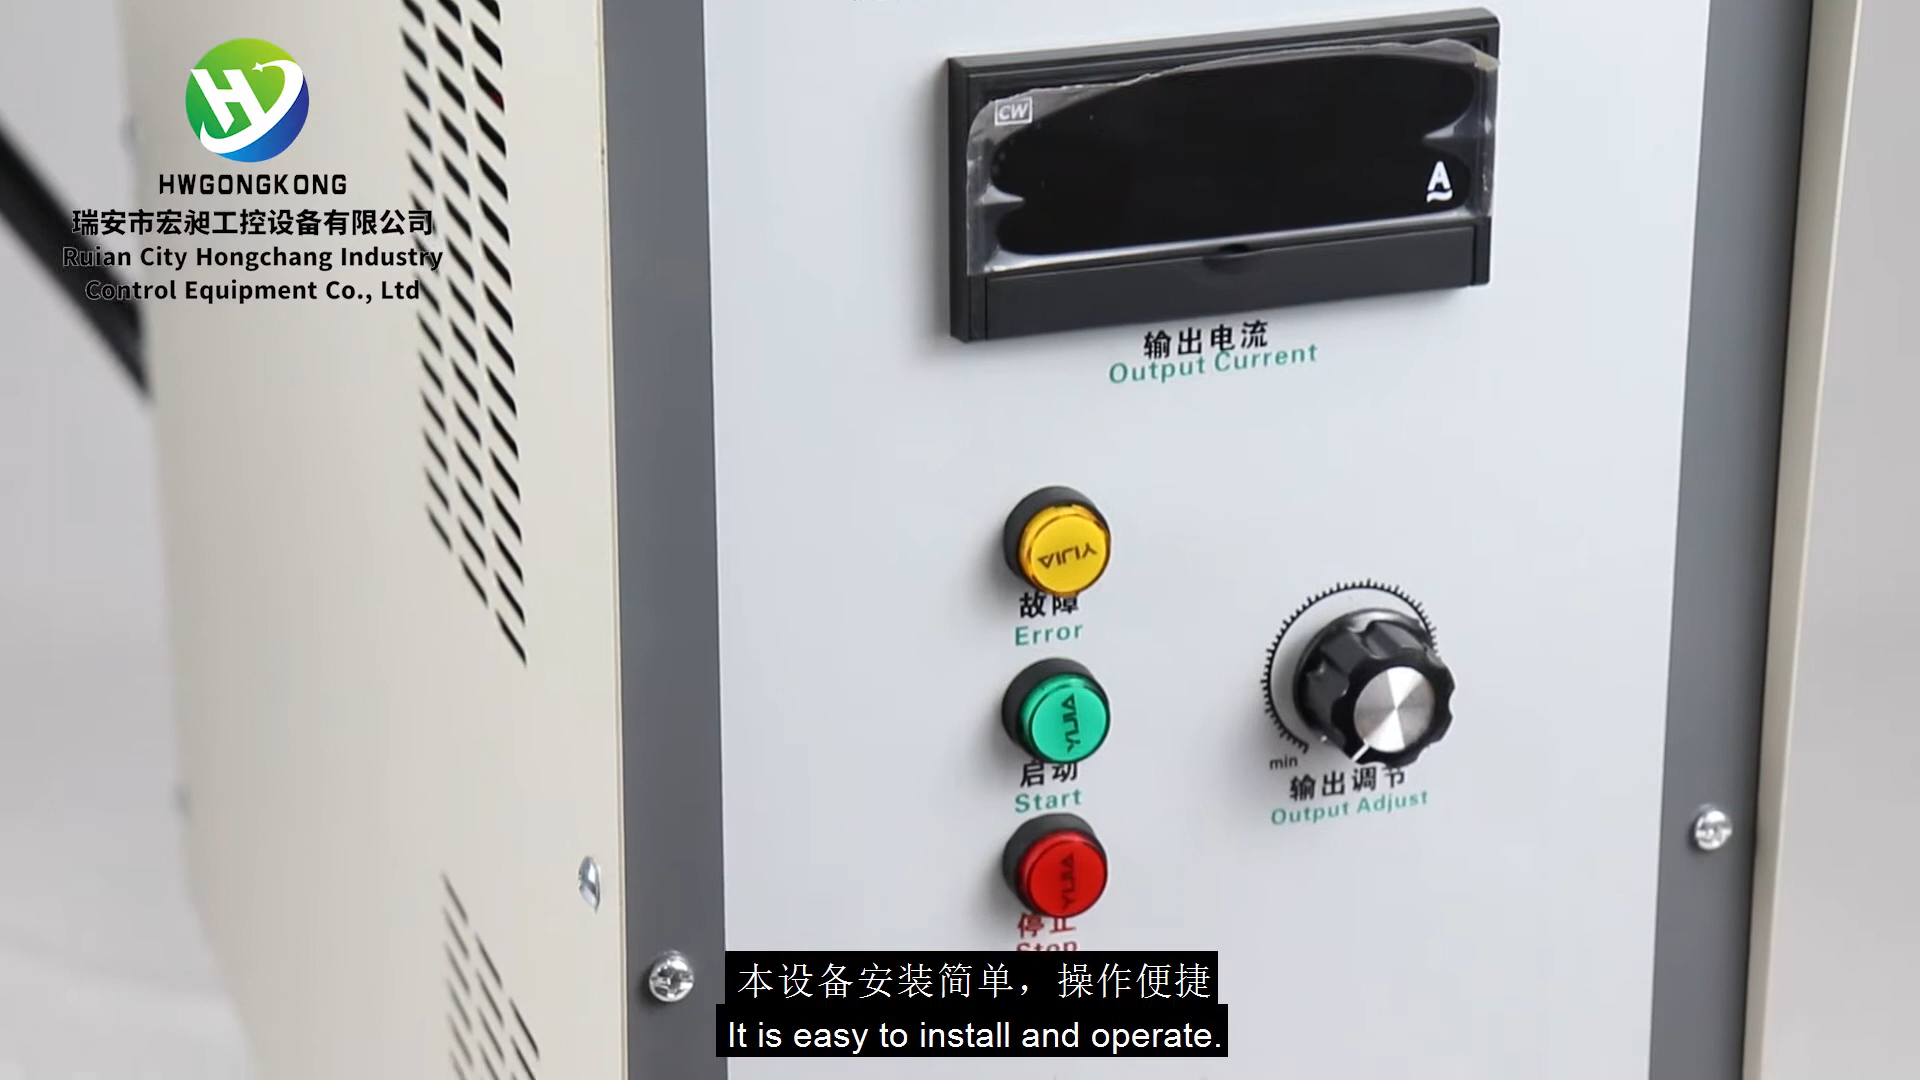 HWGONGKONG
瑞安市宏昶工控设备有限公司
Ruian City Hongchang Industry
Control Equipment Co., Ltd
CW
A
输出电流
Output Current
YIJIA
故障
Error
YIJIA
启动
Start
YIJIA
停止
Stop
min
输出调节
Output Adjust
本设备安装简单，操作便捷
It is easy to install and operate.